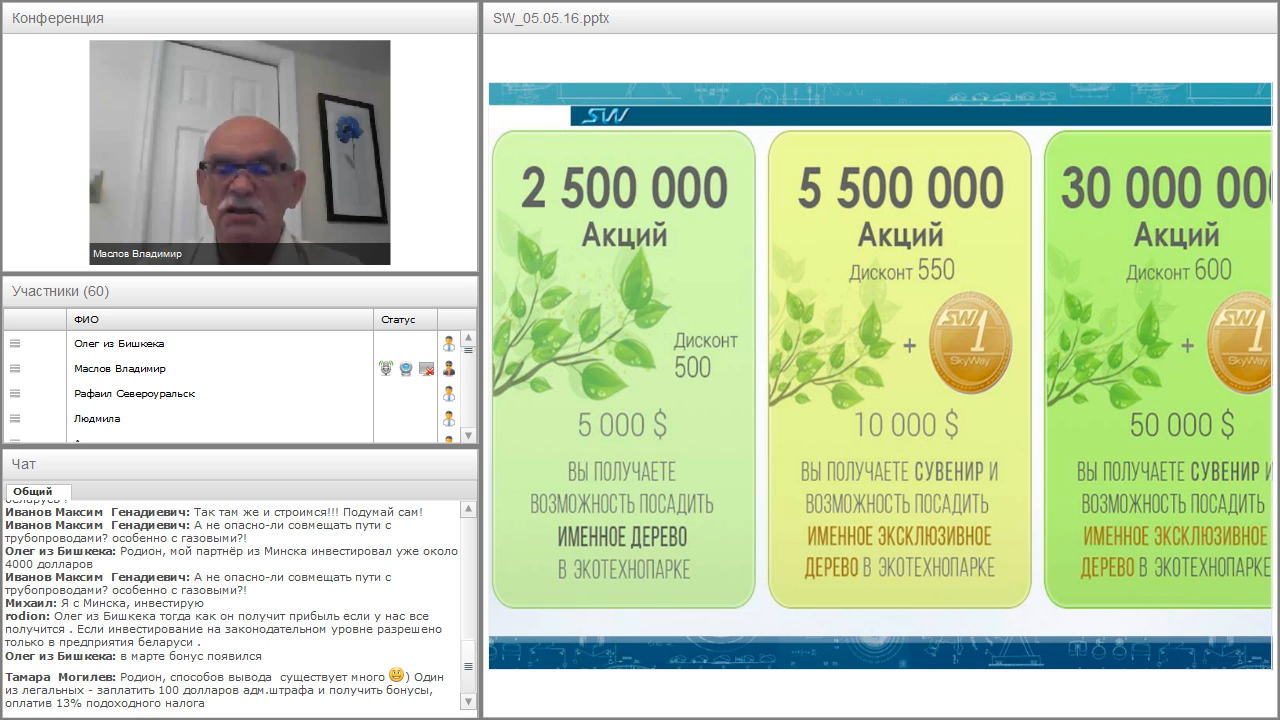 Конференция
Маслов Владимир
Участники (60)
ФИО
Статус
Олег из Бишкека
Маслов Владимир
Рафаил Североуральск
Людмила
Чат
Общий
Иванов Максим Генадиевич: Так там же и строимся!!! Подумай сам!
Иванов Максим Генадиевич: А не опасно-ли совмещать пути с
трубопроводами? особенно с газовыми?!
Олег из Бишкека: Родион, мой партнёр из Минска инвестировал уже около
4000 долларов
Иванов Максим Генадиевич: А не опасно-ли совмещать пути с
трубопроводами? особенно с газовыми?!
Михаил: Я с Минска, инвестирую
rodion: Олег из Бишкека тогда как он получит прибыль если у нас все
получится . Если инвестирование на законодательном уровне разрешено
только в предприятия беларуси .
Олег из Бишкека: в марте бонус появился
Такара Могилев: Родион, способов вывода существует много ) Один
из легальных - заплатить 100 долларов адм.штрафа и получить бонусы,
оплатив 13% подоходного налога
SW_05.05.16.pptx
SW
2 500 000
Акций
Дисконт
500
5 000 $
ВЫ ПОЛУЧАЕТЕ
ВОЗМОЖНОСТЬ ПОСАДИТЬ
ИМЕННОЕ ДЕРЕВО
В ЭКОТЕХНОПАРКЕ
5 500 000
Акций
Дисконт 550
+
SW 1
SkyWay
10 000 $
ВЫ ПОЛУЧАЕТЕ СУВЕНИР И
ВОЗМОЖНОСТЬ ПОСАДИТЬ
ИМЕННОЕ ЭКСКЛЮЗИВНОЕ
ДЕРЕВО В ЭКОТЕХНОПАРКЕ
30 000 000
Акций
Дисконт 600
+
SW 1
SkyWay
50 000 $
ВЫ ПОЛУЧАЕТЕ СУВЕНИР И
ВОЗМОЖНОСТЬ ПОСАДИТЬ
ИМЕННОЕ ЭКСКЛЮЗИВНОЕ
ДЕРЕВО В ЭКОТЕХНОПАРКЕ